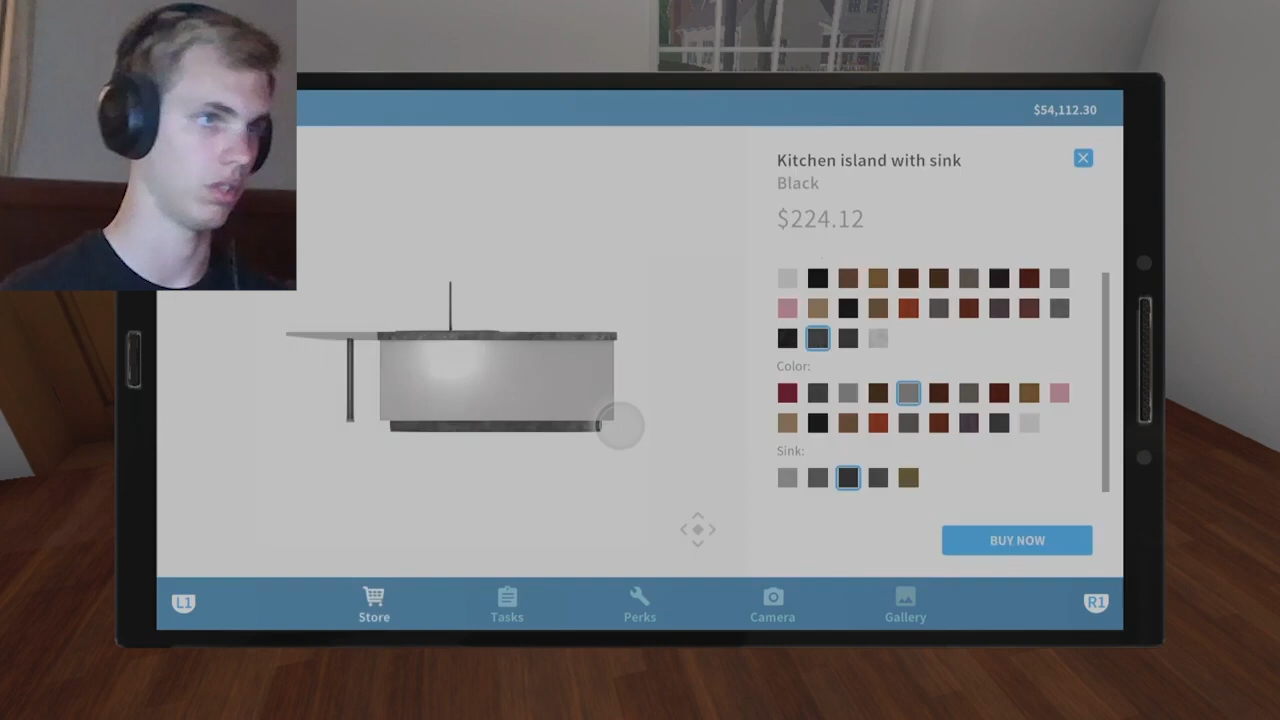 $54,112.30
Kitchen island with sink
Black
$224.12
Color:
Sink:
BUY NOW
L1
Store
Tasks
Perks
Camera
Gallery
R1